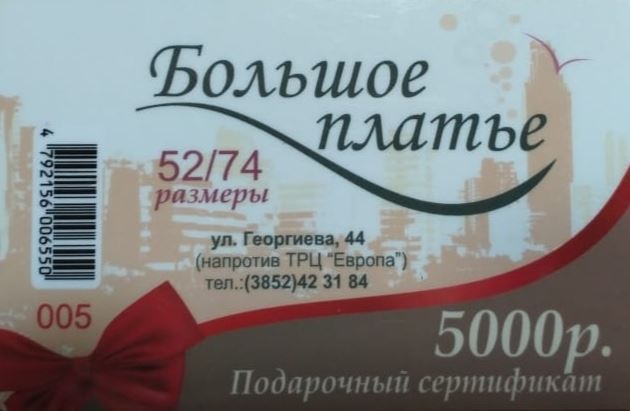 Большое
платье
52/74
размеры
ул. Георгиева, 44
(напротив ТРЦ "Европа")
тел.:(3852)42 31 84
4 792156 006550
005
5000р.
Подарочный сертификат